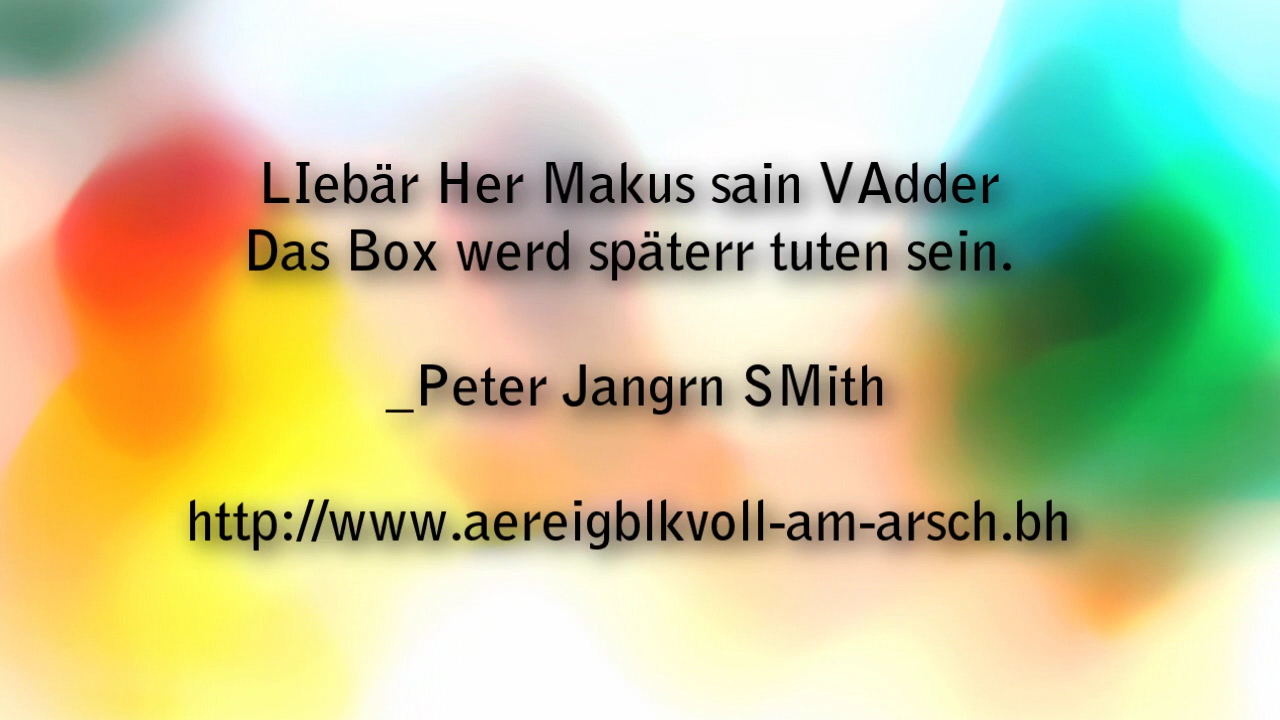 LIebär Her Makus sain VAdder
Das Box werd späterr tuten sein.
_Peter Jangrn SMith
http://www.aereigblkvoll-am-arsch.bh